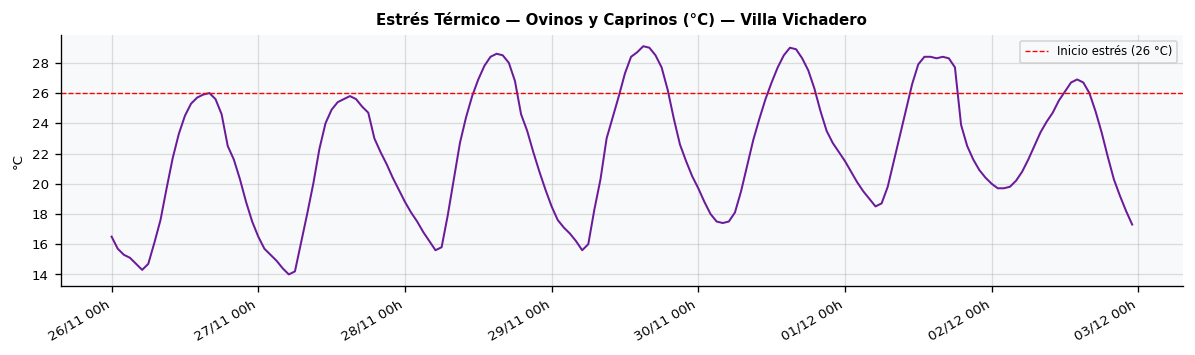 Estrés Térmico — Ovinos y Caprinos (°C) — Villa Vichadero
Inicio estrés (26 °C)
°C
28
26
24
22
20
18
16
14
26/11 00h
27/11 00h
28/11 00h
29/11 00h
30/11 00h
01/12 00h
02/12 00h
03/12 00h